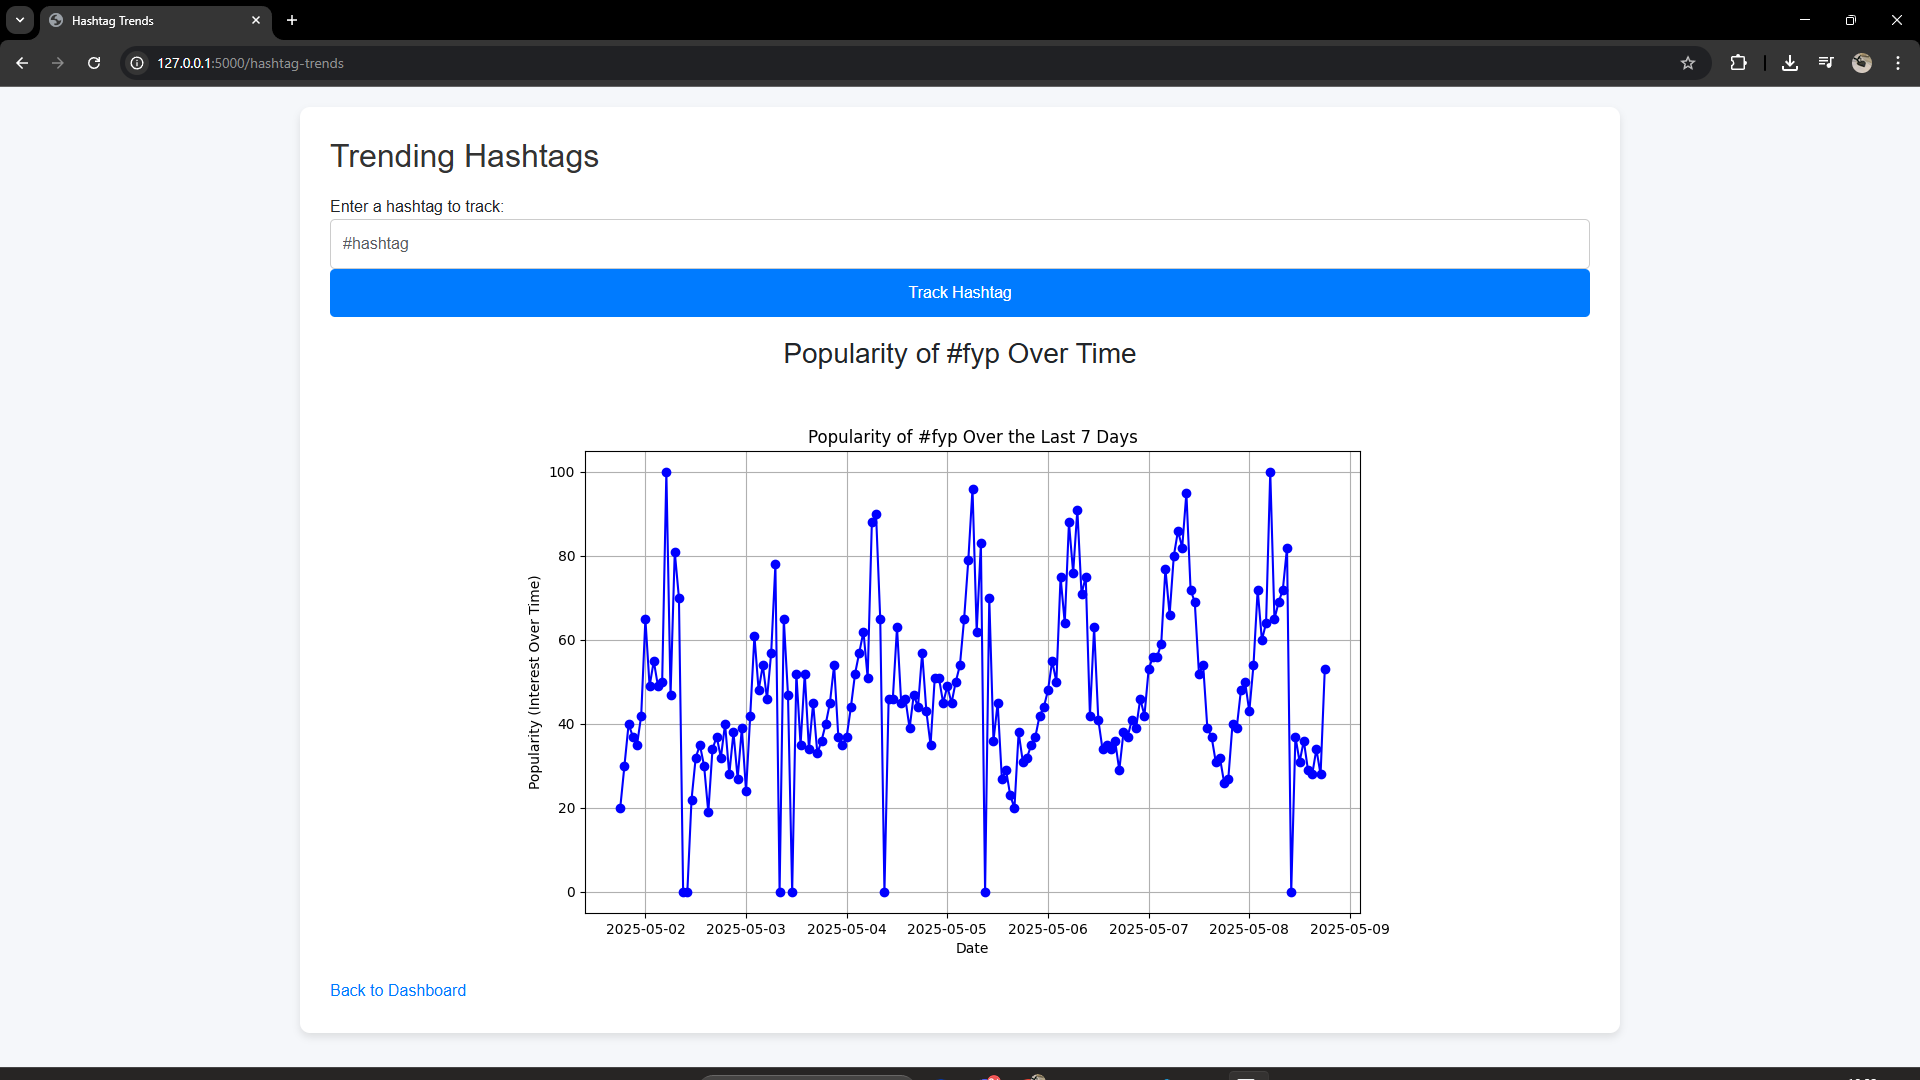 Hashtag Trends
127.0.0.1:5000/hashtag-trends
Trending Hashtags
Enter a hashtag to track:
#hashtag
Track Hashtag
Popularity of #fyp Over Time
Popularity of #fyp Over the Last 7 Days
Popularity (Interest Over Time)
100
80
60
40
20
0
2025-05-02 2025-05-03 2025-05-04 2025-05-05 2025-05-06 2025-05-07 2025-05-08 2025-05-09
Date
Back to Dashboard